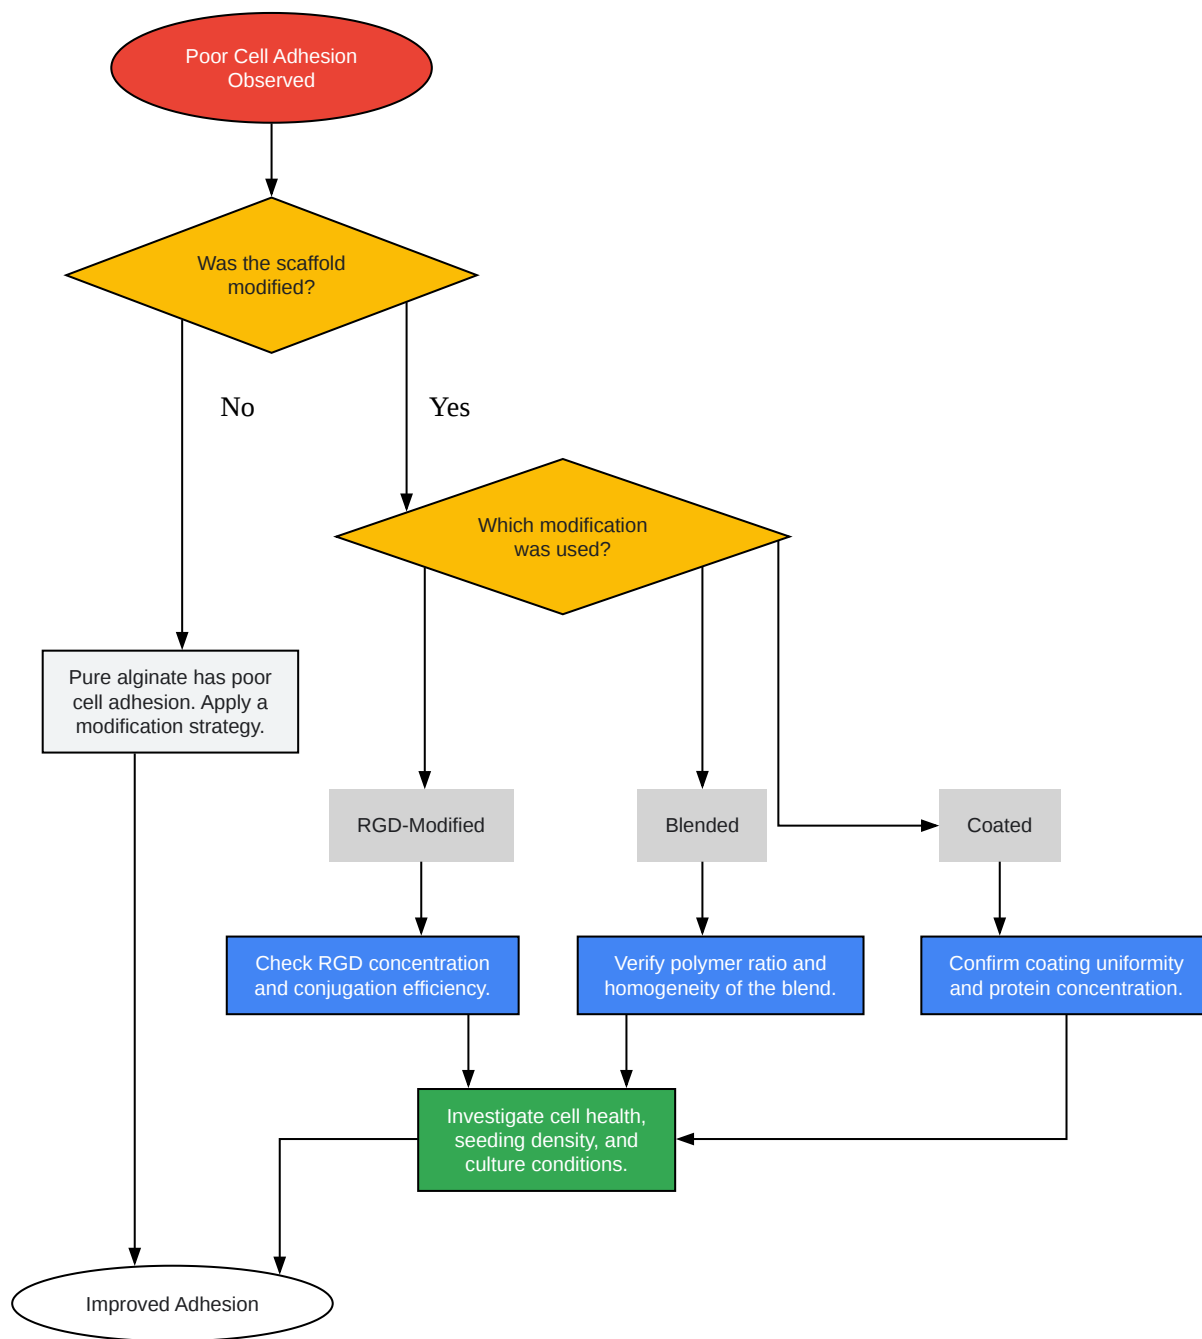 Poor Cell Adhesion
Observed
Was the scaffold
modified?
No
Yes
Which modification
was used?
Pure alginate has poor
cell adhesion. Apply a
modification strategy.
RGD-Modified
Blended
Coated
Check RGD concentration
and conjugation efficiency.
Verify polymer ratio and
homogeneity of the blend.
Confirm coating uniformity
and protein concentration.
Investigate cell health,
seeding density, and
culture conditions.
Improved Adhesion